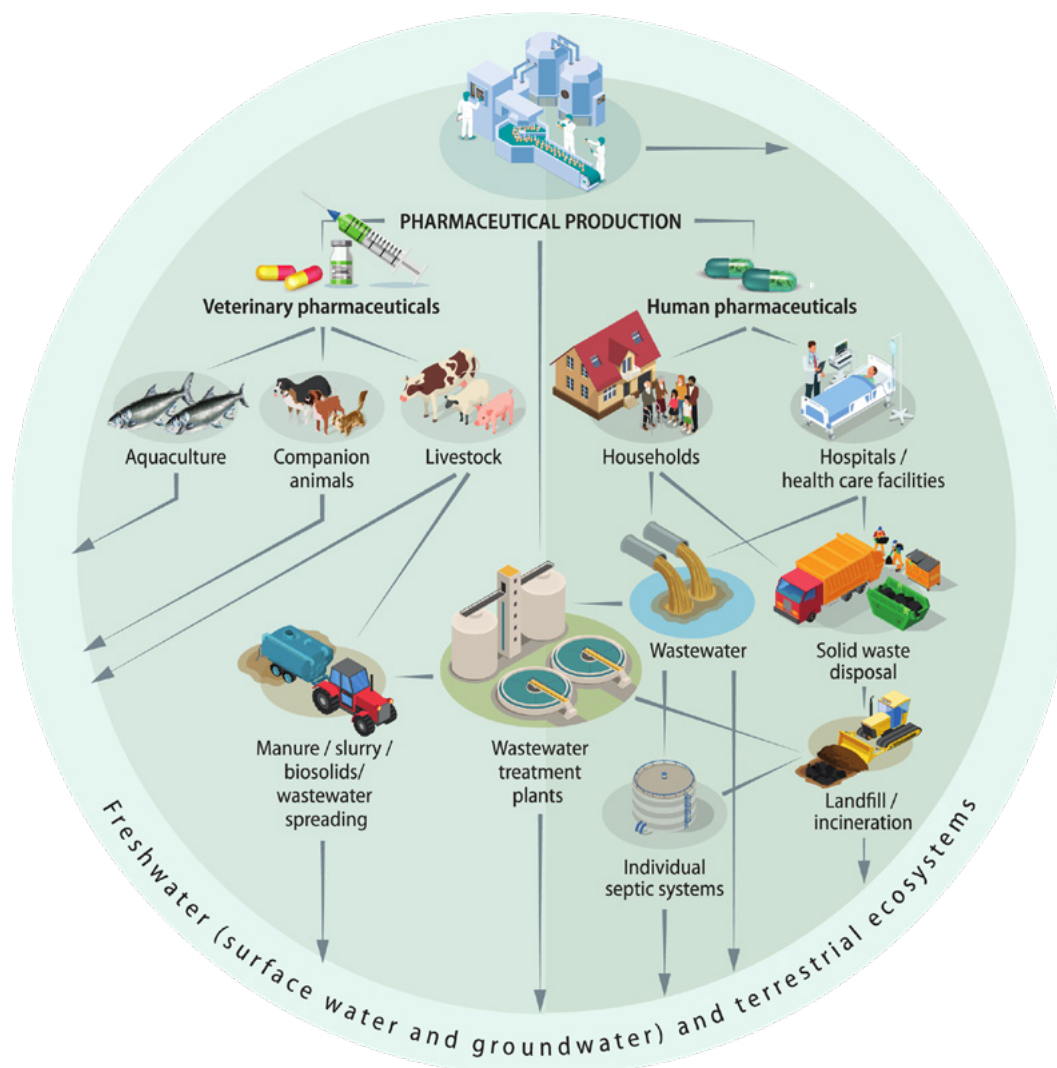 PHARMACEUTICAL PRODUCTION
Veterinary pharmaceuticals
Human pharmaceuticals
Aquaculture
Companion
animals
Livestock
Households
Hospitals /
health care facilities
Wastewater
Solid waste
disposal
Manure / slurry /
biosolids/
wastewater
spreading
Wastewater
treatment
plants
Landfill /
incineration
Individual
septic systems
Freshwater (surface water and groundwater) and terrestrial ecosystems